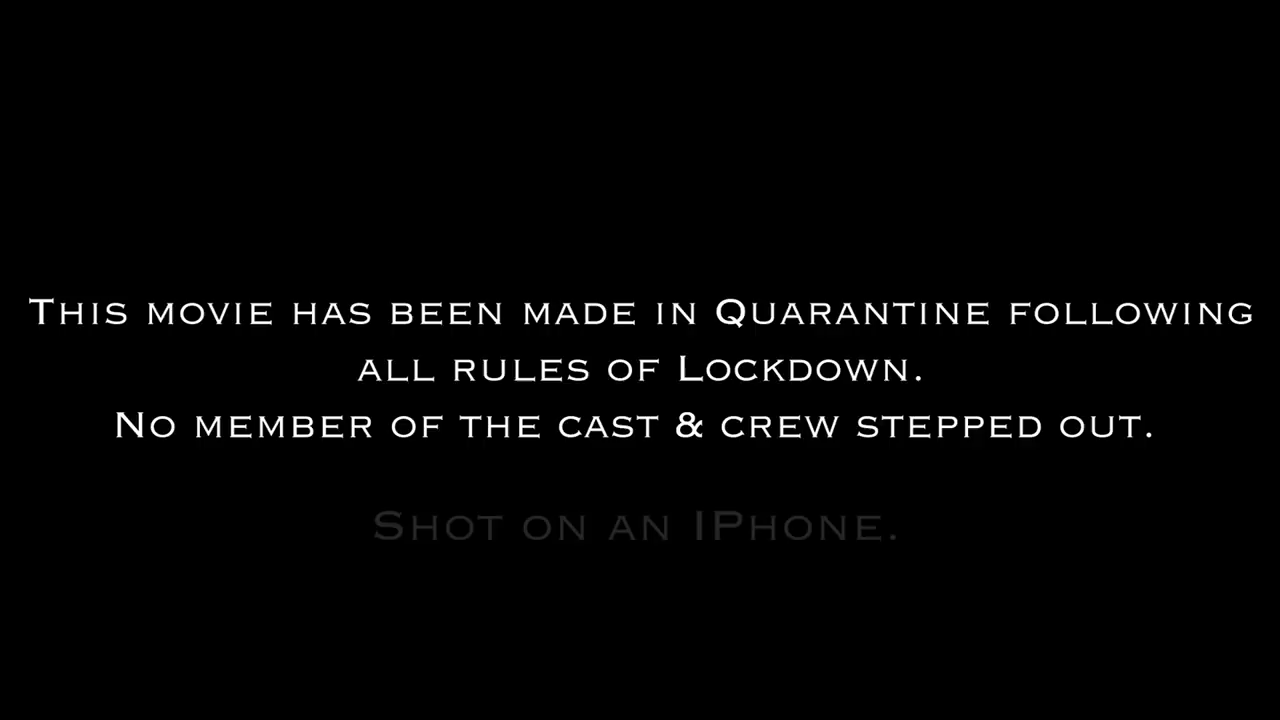 This movie has been made in Quarantine following
all rules of Lockdown.
No member of the cast & crew stepped out.
Shot on an IPhone.